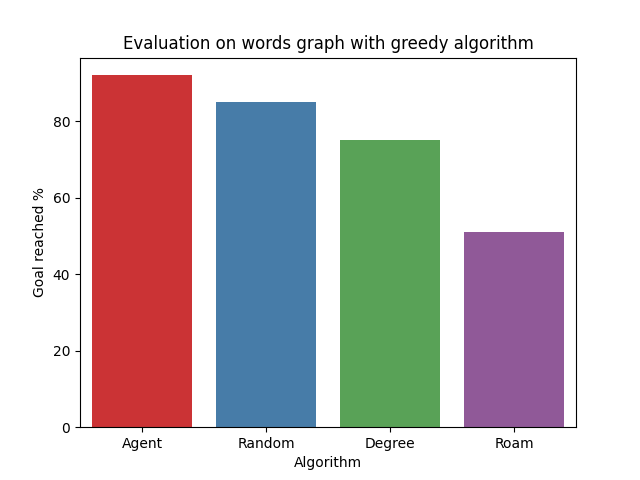 Evaluation on words graph with greedy algorithm
Goal reached %
80
60
40
20
0
Agent Random Degree Roam
Algorithm